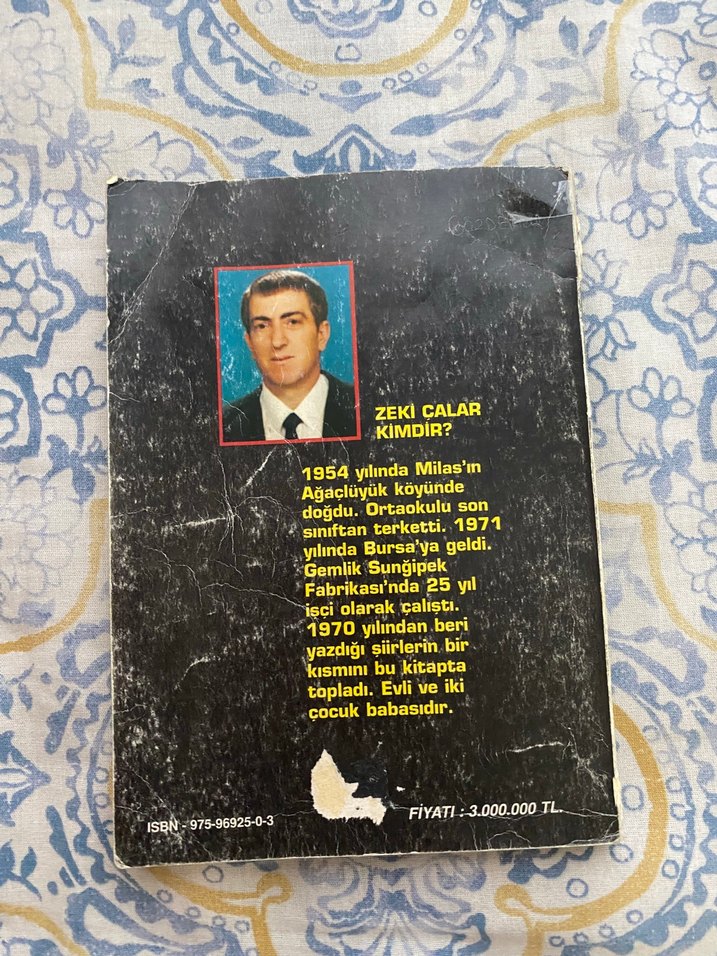 ZEKİ ÇALAR
KİMDİR?
1954 yılında Milas'ın
Ağaçlüyük köyünde
doğdu. Ortaokulu son
sınıftan terketti. 1971
yılında Bursa'ya geldi.
Gemlik Sunğipek
Fabrikası'nda 25 yıl
işci olarak çalıştı.
1970 yılından beri
yazdığı şiirlerin bir
kısmını bu kitapta
topladı. Evli ve iki
çocuk babasıdır.
ISBN - 975-96925-0-3
FİYATI : 3.000.000 TL.